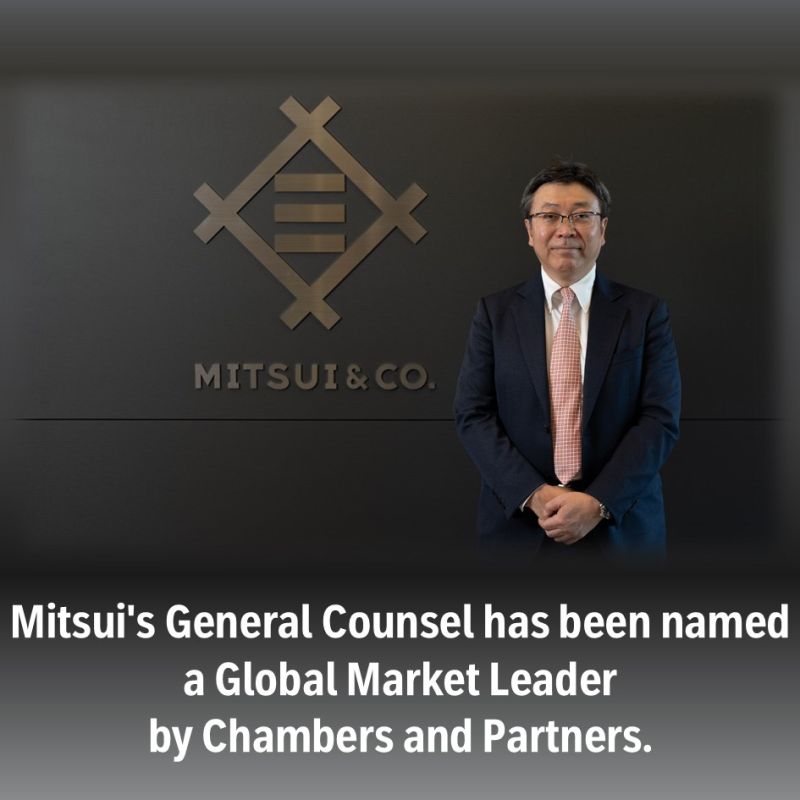 MITSUI & CO.
Mitsui's General Counsel has been named
a Global Market Leader
by Chambers and Partners.